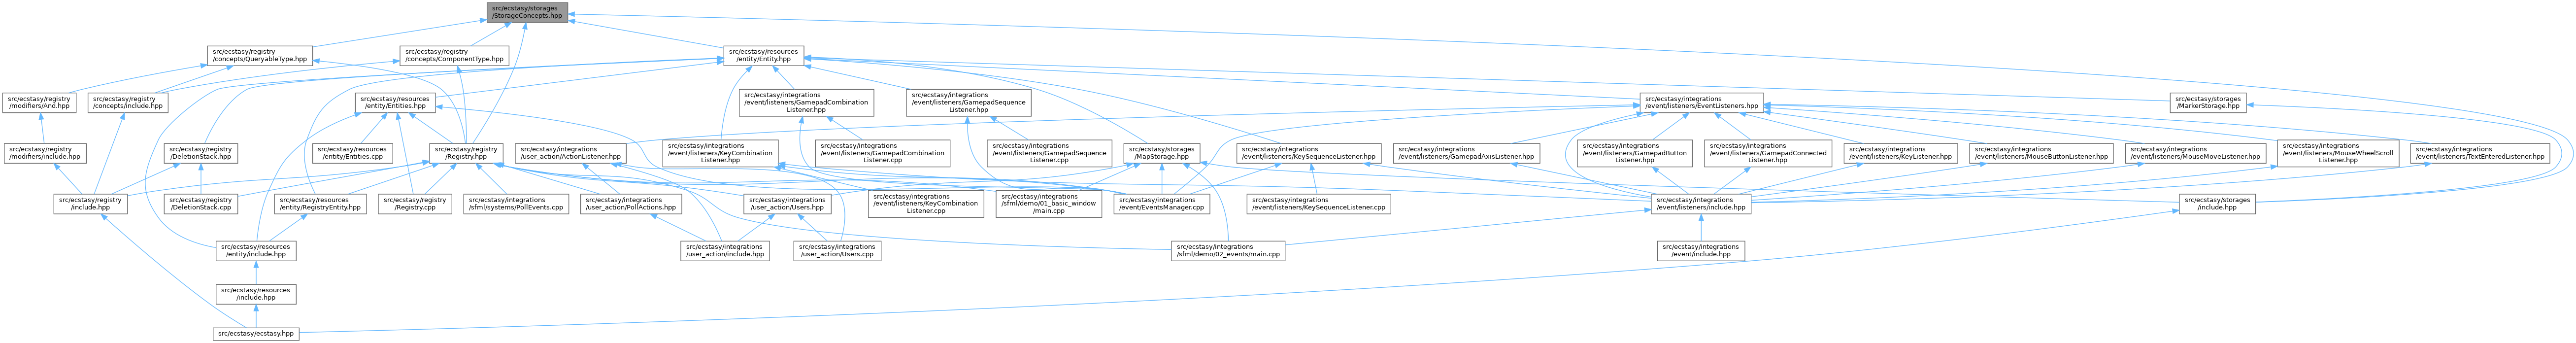 src/ecstasy/storages
/StorageConcepts.hpp
src/ecstasy/registry
/concepts/QueryableType.hpp
src/ecstasy/registry
/concepts/ComponentType.hpp
src/ecstasy/resources
/entity/Entity.hpp
src/ecstasy/registry
/modifiers/And.hpp
src/ecstasy/registry
/concepts/include.hpp
src/ecstasy/resources
/entity/Entities.hpp
src/ecstasy/integrations
/event/listeners/GamepadCombination
Listener.hpp
src/ecstasy/integrations
/event/listeners/GamepadSequence
Listener.hpp
src/ecstasy/integrations
/event/listeners/EventListeners.hpp
src/ecstasy/storages
/MarkerStorage.hpp
src/ecstasy/registry
/modifiers/include.hpp
src/ecstasy/registry
/DeletionStack.hpp
src/ecstasy/resources
/entity/Entities.cpp
src/ecstasy/registry
/Registry.hpp
src/ecstasy/integrations
/user_action/ActionListener.hpp
src/ecstasy/integrations
/event/listeners/KeyCombination
Listener.hpp
src/ecstasy/integrations
/event/listeners/GamepadCombination
Listener.cpp
src/ecstasy/integrations
/event/listeners/GamepadSequence
Listener.cpp
src/ecstasy/storages
/MapStorage.hpp
src/ecstasy/integrations
/event/listeners/KeySequenceListener.hpp
src/ecstasy/integrations
/event/listeners/GamepadAxisListener.hpp
src/ecstasy/integrations
/event/listeners/GamepadButton
Listener.hpp
src/ecstasy/integrations
/event/listeners/GamepadConnected
Listener.hpp
src/ecstasy/integrations
/event/listeners/KeyListener.hpp
src/ecstasy/integrations
/event/listeners/MouseButtonListener.hpp
src/ecstasy/integrations
/event/listeners/MouseMoveListener.hpp
src/ecstasy/integrations
/event/listeners/MouseWheelScroll
Listener.hpp
src/ecstasy/integrations
/event/listeners/TextEnteredListener.hpp
src/ecstasy/registry
/include.hpp
src/ecstasy/registry
/DeletionStack.cpp
src/ecstasy/resources
/entity/RegistryEntity.hpp
src/ecstasy/registry
/Registry.cpp
src/ecstasy/integrations
/sfml/systems/PollEvents.cpp
src/ecstasy/integrations
/user_action/PollActions.hpp
src/ecstasy/integrations
/user_action/Users.hpp
src/ecstasy/integrations
/event/listeners/KeyCombination
Listener.cpp
src/ecstasy/integrations
/sfml/demo/01_basic_window
/main.cpp
src/ecstasy/integrations
/event/EventsManager.cpp
src/ecstasy/integrations
/event/listeners/KeySequenceListener.cpp
src/ecstasy/integrations
/event/listeners/include.hpp
src/ecstasy/storages
/include.hpp
src/ecstasy/resources
/entity/include.hpp
src/ecstasy/integrations
/user_action/include.hpp
src/ecstasy/integrations
/user_action/Users.cpp
src/ecstasy/integrations
/sfml/demo/02_events/main.cpp
src/ecstasy/integrations
/event/include.hpp
src/ecstasy/resources
/include.hpp
src/ecstasy/ecstasy.hpp